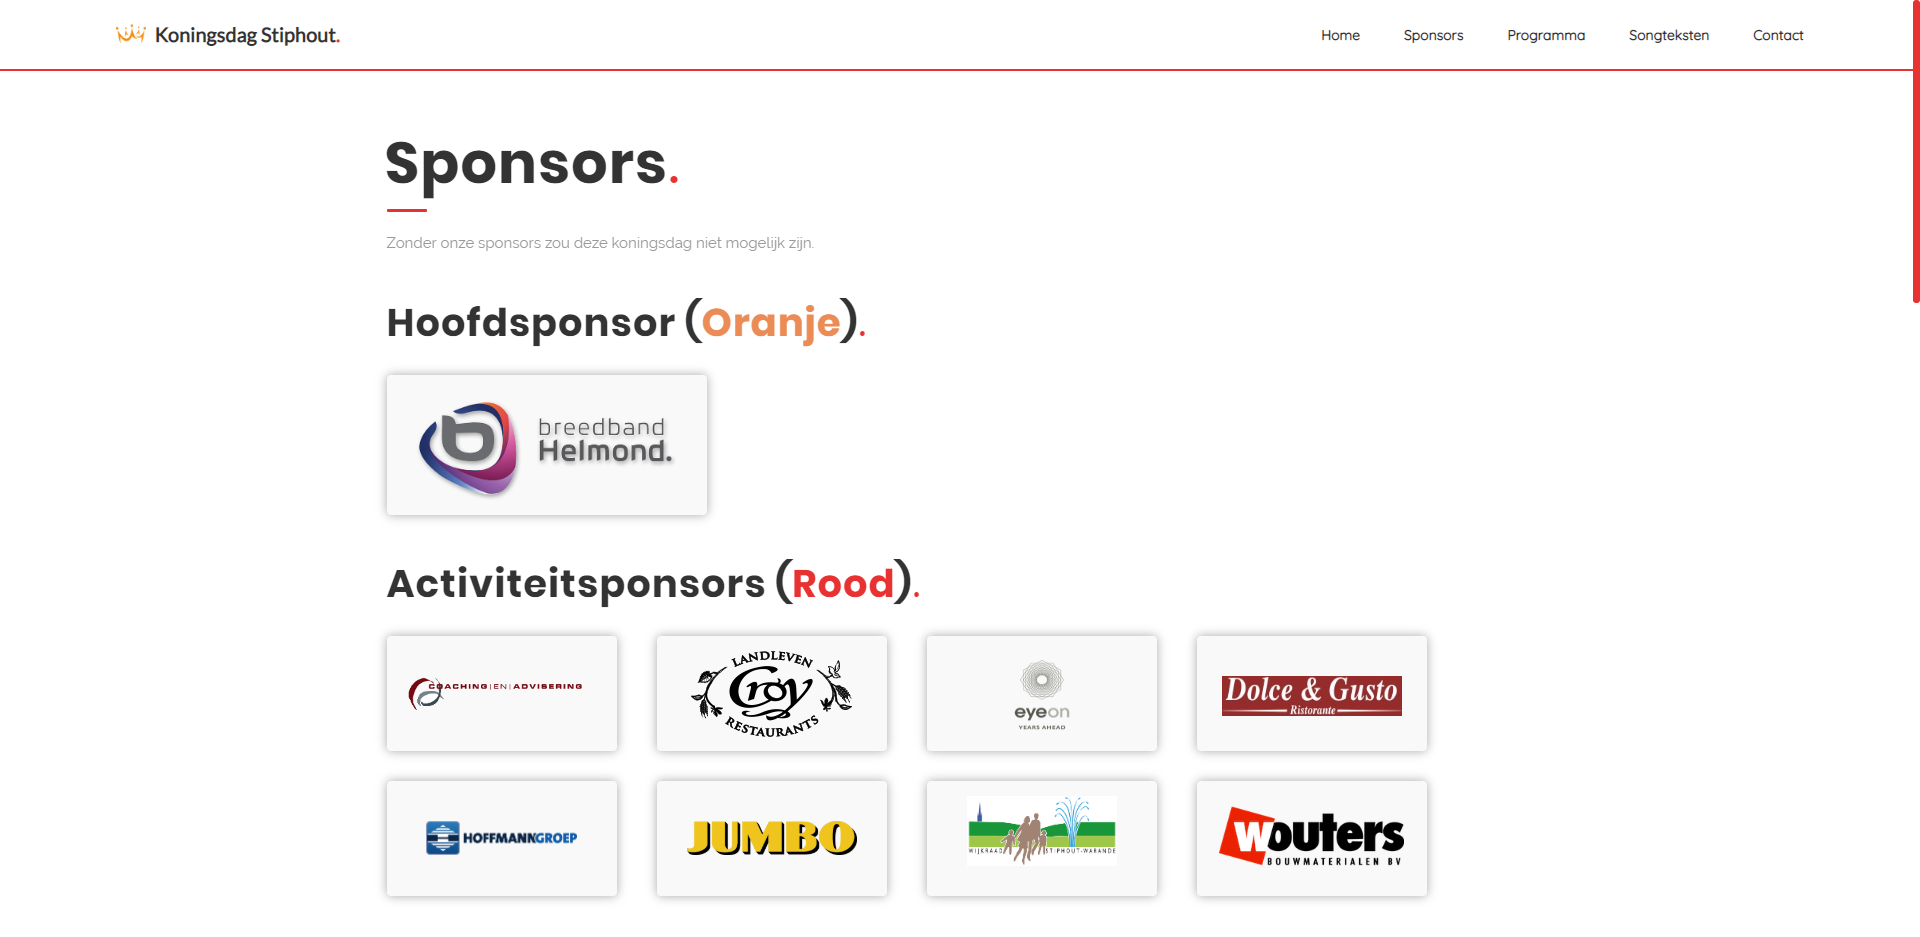 Koningsdag Stiphout.
Home
Sponsors
Programma
Songteksten
Contact
Sponsors.
Zonder onze sponsors zou deze koningsdag niet mogelijk zijn.
Hoofdsponsor (Oranje).
breedband
Helmond.
Activiteitsponsors (Rood).
COACHING|EN|ADVISERING
LANDLEVEN
Croy
RESTAURANTS
eyeon
YEARS AHEAD
Dolce & Gusto
Ristorante
HOFFMANNGROEP
JUMBO
WIJKRAAD STIPHOUT-WARANDE
Wouters
BOUWMATERIALEN BV